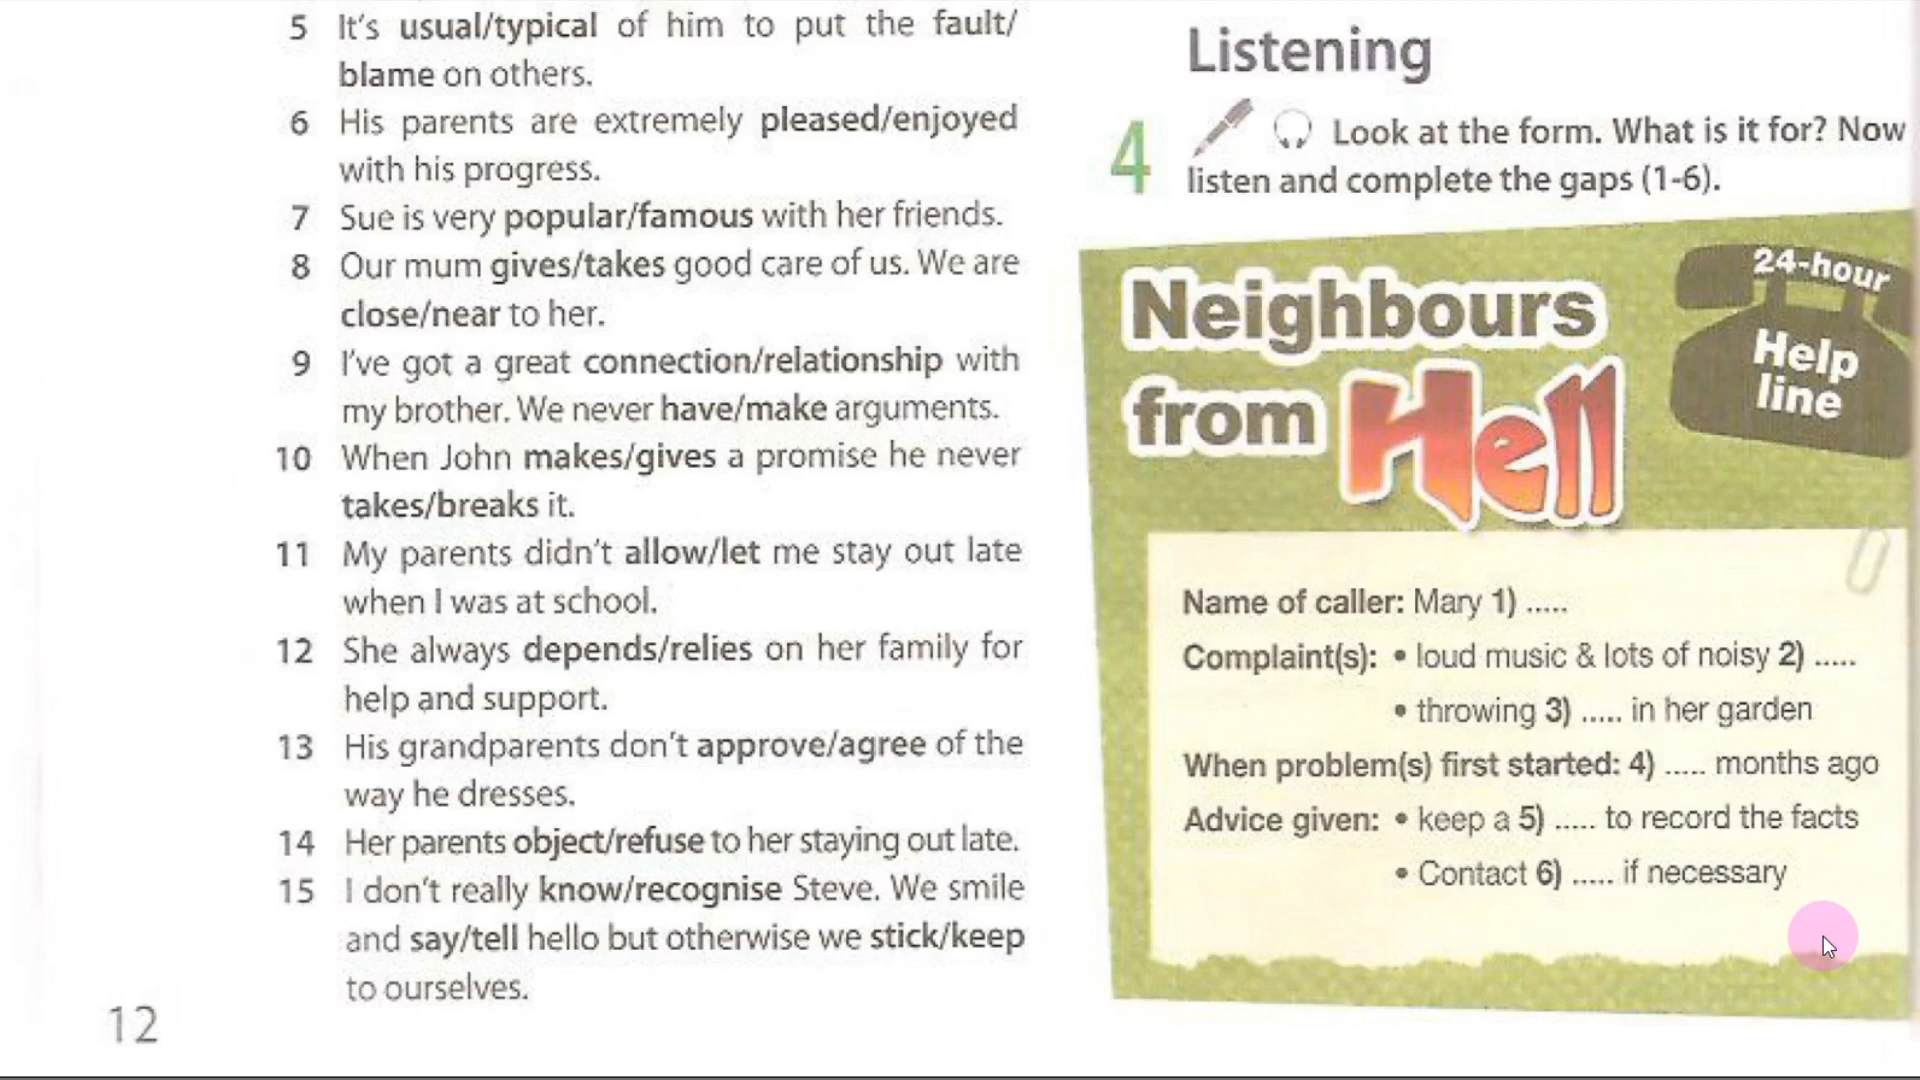 5 It's usual/typical of him to put the fault/
blame on others.
6 His parents are extremely pleased/enjoyed
with his progress.
7 Sue is very popular/famous with her friends.
8 Our mum gives/takes good care of us. We are
close/near to her.
9 I've got a great connection/relationship with
my brother. We never have/make arguments.
10 When John makes/gives a promise he never
takes/breaks it.
11 My parents didn't allow/let me stay out late
when I was at school.
12 She always depends/relies on her family for
help and support.
13 His grandparents don't approve/agree of the
way he dresses.
14 Her parents object/refuse to her staying out late.
15 I don't really know/recognise Steve. We smile
and say/tell hello but otherwise we stick/keep
to ourselves.
12
Listening
4 Look at the form. What is it for? Now
listen and complete the gaps (1-6).
Neighbours
from Hell
24-hour
Help
line
Name of caller: Mary 1) .....
Complaint(s): • loud music & lots of noisy 2) .....
• throwing 3) ..... in her garden
When problem(s) first started: 4) ..... months ago
Advice given: • keep a 5) ..... to record the facts
• Contact 6) ..... if necessary